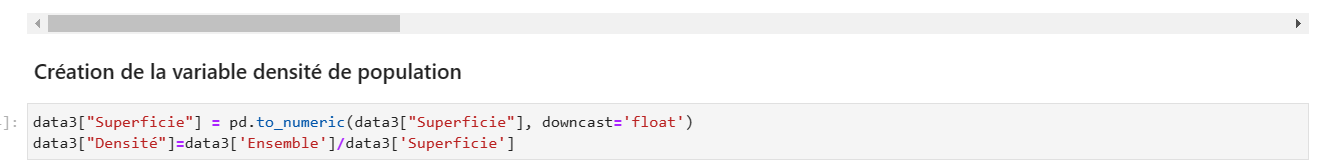 Création de la variable densité de population
]:
data3["Superficie"] = pd.to_numeric(data3["Superficie"], downcast='float')
data3["Densité"]=data3['Ensemble']/data3['Superficie']